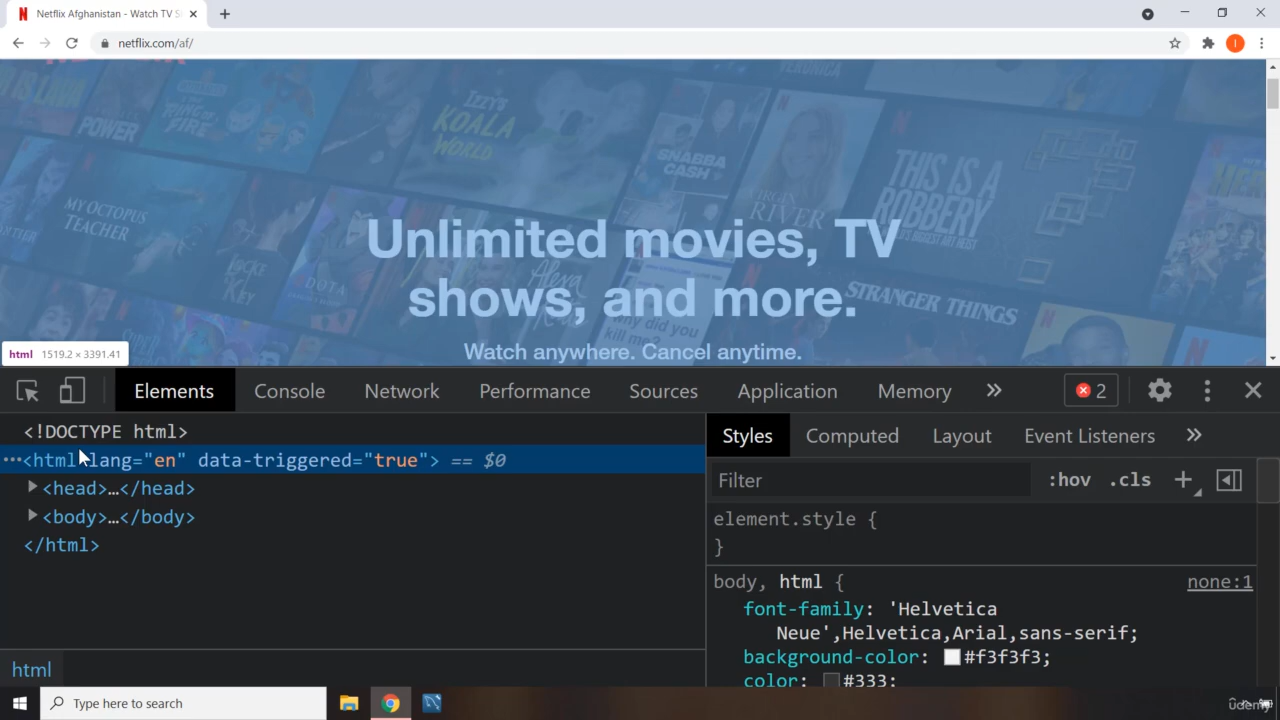 Netflix Afghanistan - Watch TV S
netflix.com/af/
POWER
RING OF
FIRE
IZZY'S
KOALA
WORLD
SNABBA
CASH
VIRGIN
RIVER
THIS IS A
ROBBERY
MY OCTOPUS
TEACHER
LOCKE
& KEY
DOTA
STRANGER THINGS
why did you
kill me?
Unlimited movies, TV
shows, and more.
Watch anywhere. Cancel anytime.
html 1519.2 × 3391.41
Elements Console Network Performance Sources Application Memory » 2
<!DOCTYPE html>
<html lang="en" data-triggered="true"> == $0
<head>…</head>
<body>…</body>
</html>
html
Styles Computed Layout Event Listeners »
Filter :hov .cls +
element.style {
}
body, html { none:1
font-family: 'Helvetica
Neue',Helvetica,Arial,sans-serif;
background-color: #f3f3f3;
color: #333;
Type here to search
udemy